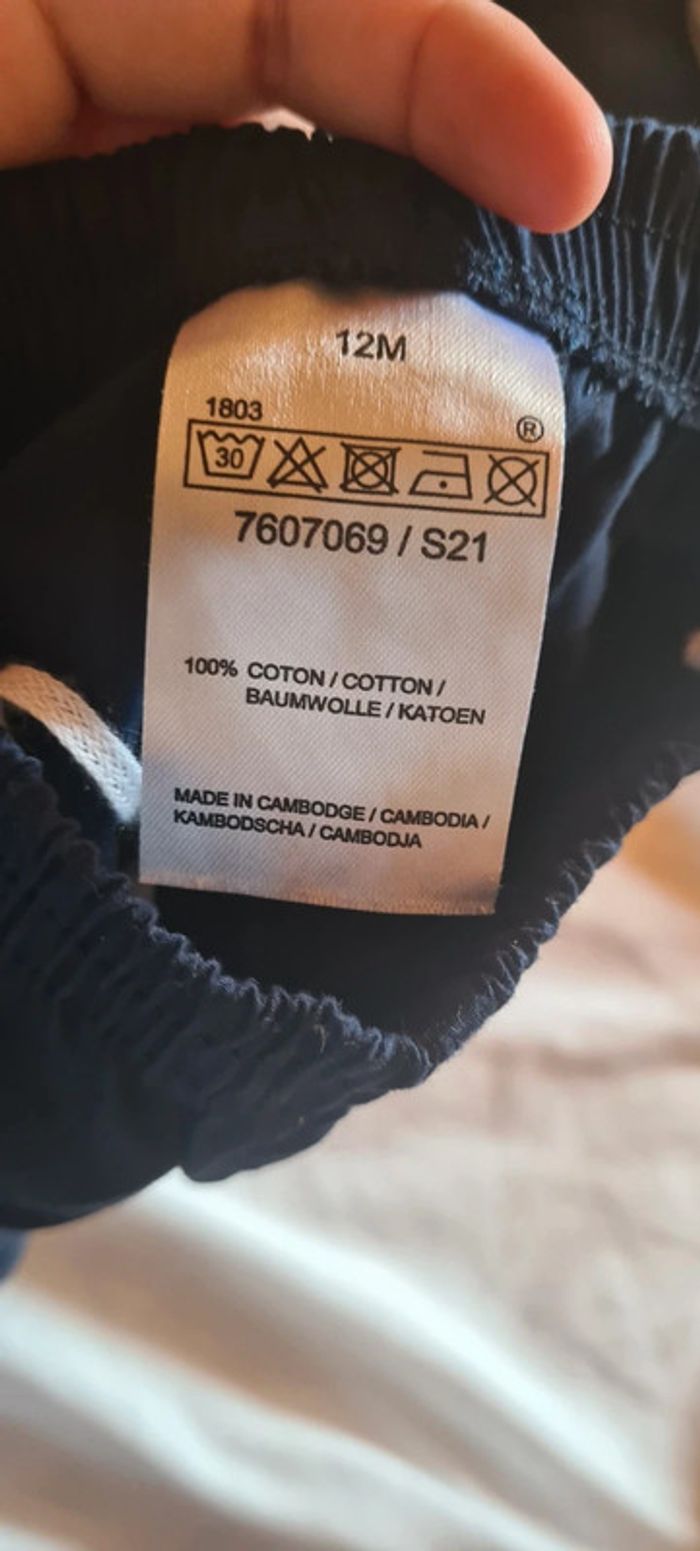 12M
1803
®
30
7607069 / S21
100% COTON / COTTON /
BAUMWOLLE / KATOEN
MADE IN CAMBODGE / CAMBODIA /
KAMBODSCHA / CAMBODJA